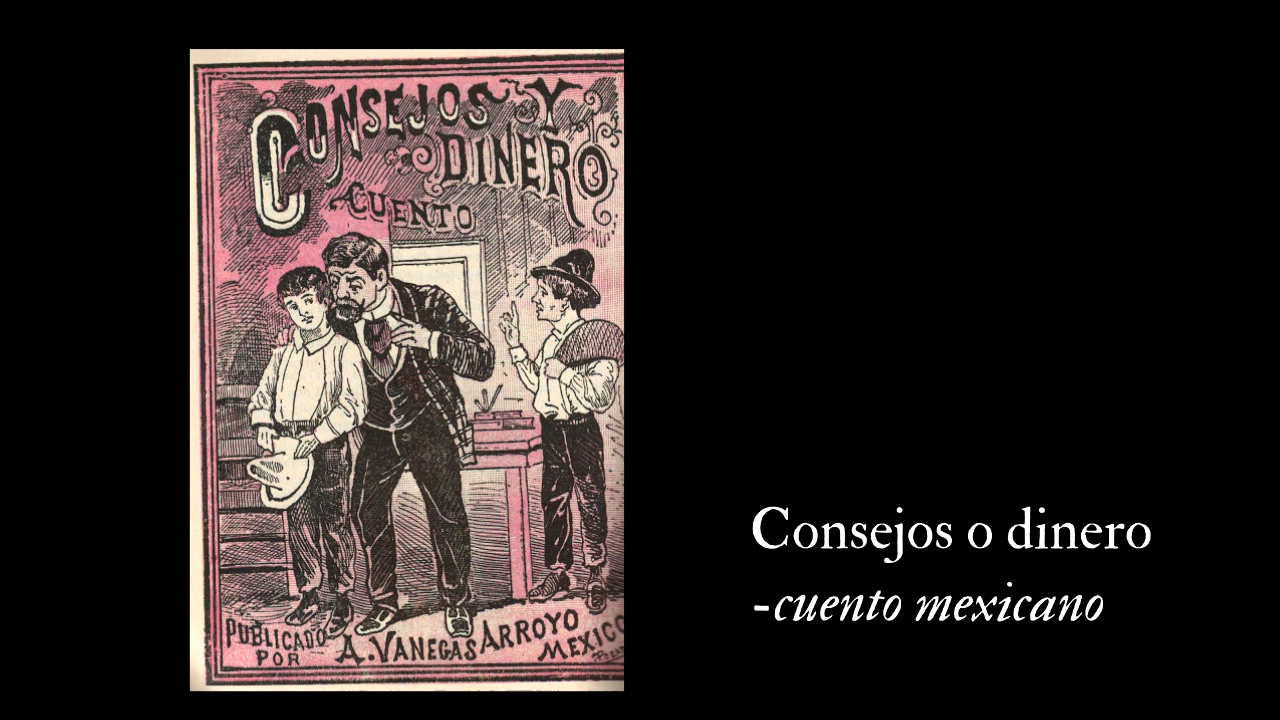 CONSEJOS Y
DINERO
CUENTO
PUBLICADO
POR
A. VANEGAS ARROYO
MEXICO
Consejos o dinero
-cuento mexicano